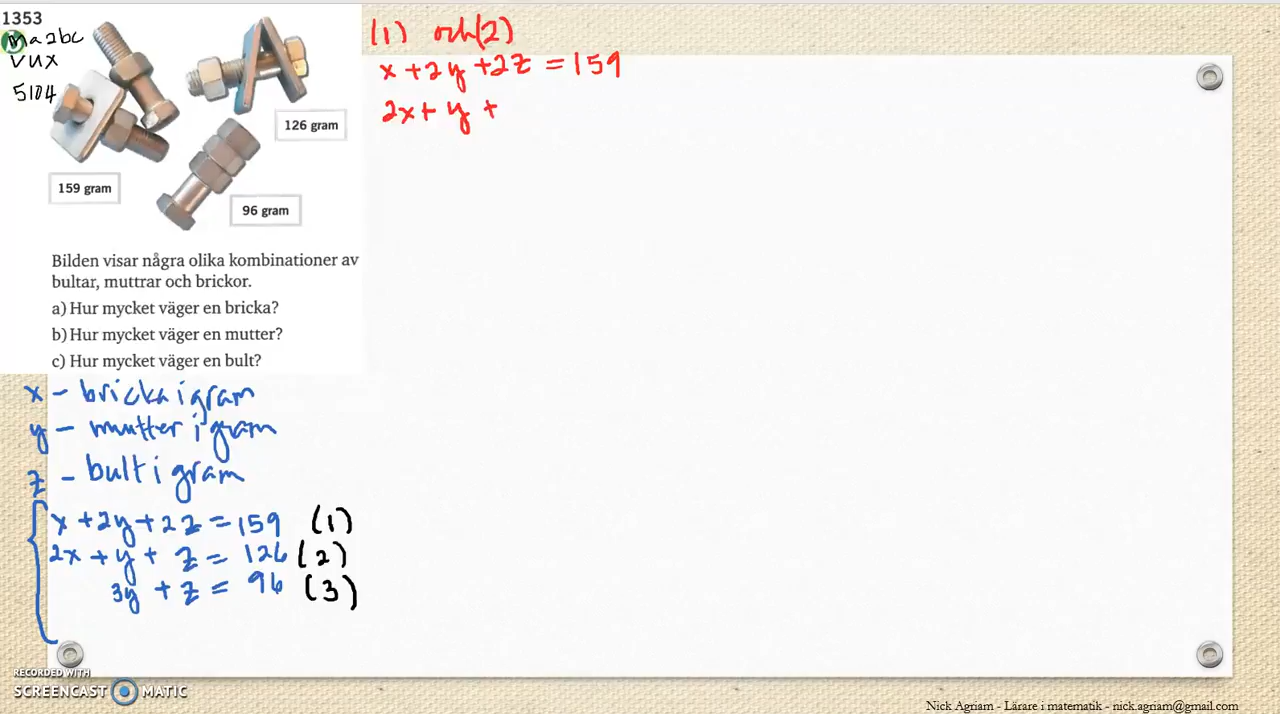 1353
ma2bc
vux
5104
126 gram
159 gram
96 gram
Bilden visar några olika kombinationer av
bultar, muttrar och brickor.
a) Hur mycket väger en bricka?
b) Hur mycket väger en mutter?
c) Hur mycket väger en bult?
x - bricka i gram
y - mutter i gram
z - bult i gram
x + 2y + 2z = 159 (1)
2x + y + z = 126 (2)
3y + z = 96 (3)
(1) och (2)
x + 2y + 2z = 159
2x + y +
RECORDED WITH
SCREENCAST MATIC
Nick Agnam - Lärare i matematik - nick.agnam@gmail.com